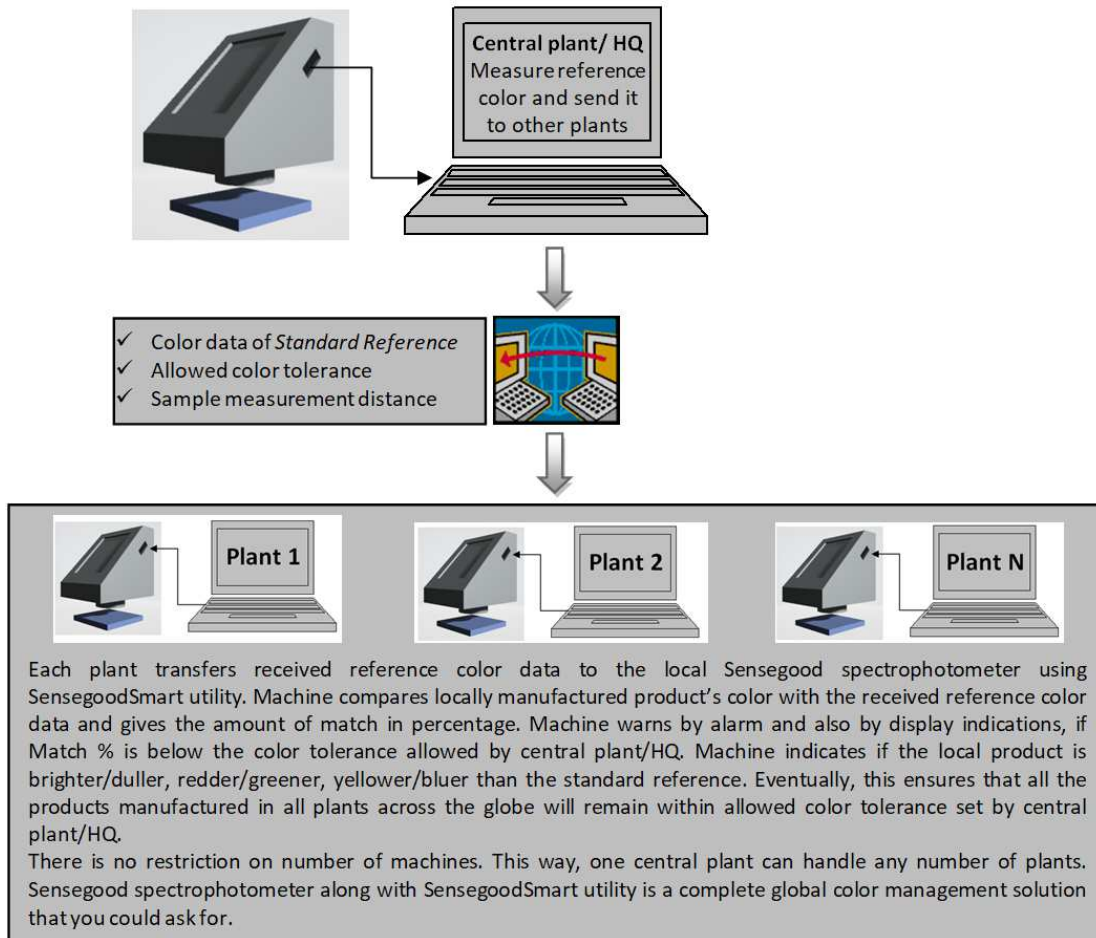 Central plant/ HQ
Measure reference
color and send it
to other plants
✓ Color data of Standard Reference
✓ Allowed color tolerance
✓ Sample measurement distance
Plant 1
Plant 2
Plant N
Each plant transfers received reference color data to the local Sensegood spectrophotometer using
SensegoodSmart utility. Machine compares locally manufactured product's color with the received reference color
data and gives the amount of match in percentage. Machine warns by alarm and also by display indications, if
Match % is below the color tolerance allowed by central plant/HQ. Machine indicates if the local product is
brighter/duller, redder/greener, yellower/bluer than the standard reference. Eventually, this ensures that all the
products manufactured in all plants across the globe will remain within allowed color tolerance set by central
plant/HQ.
There is no restriction on number of machines. This way, one central plant can handle any number of plants.
Sensegood spectrophotometer along with SensegoodSmart utility is a complete global color management solution
that you could ask for.